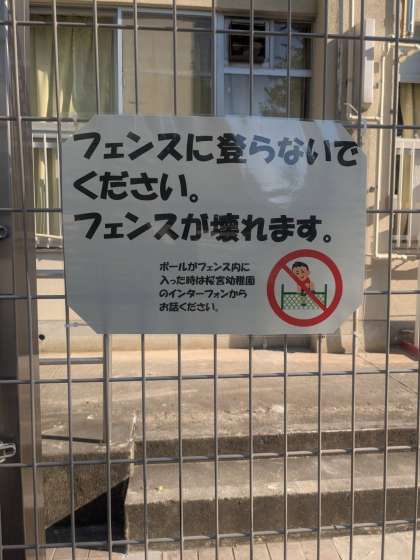 フェンスに登らないで
ください。
フェンスが壊れます。
ボールがフェンス内に
入った時は桜宮幼稚園
のインターフォンから
お話ください。